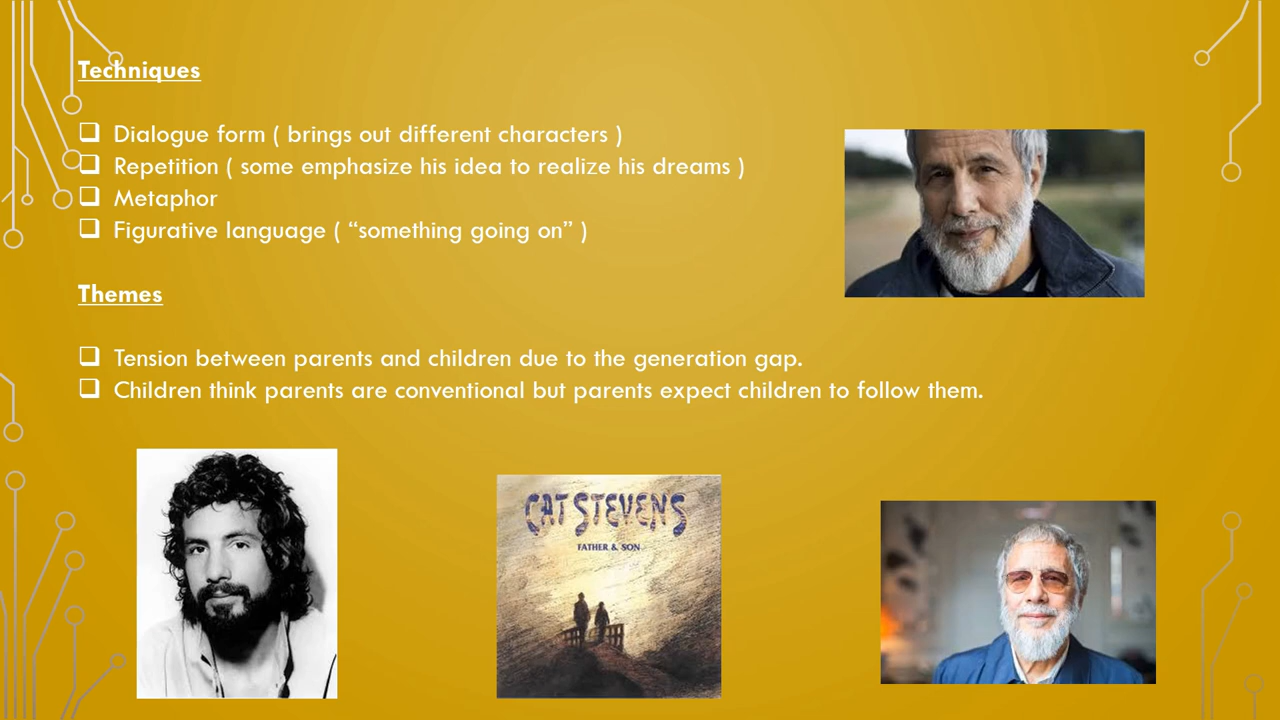 Techniques
❑ Dialogue form ( brings out different characters )
❑ Repetition ( some emphasize his idea to realize his dreams )
❑ Metaphor
❑ Figurative language ( “something going on” )
Themes
❑ Tension between parents and children due to the generation gap.
❑ Children think parents are conventional but parents expect children to follow them.
CAT STEVENS
FATHER & SON